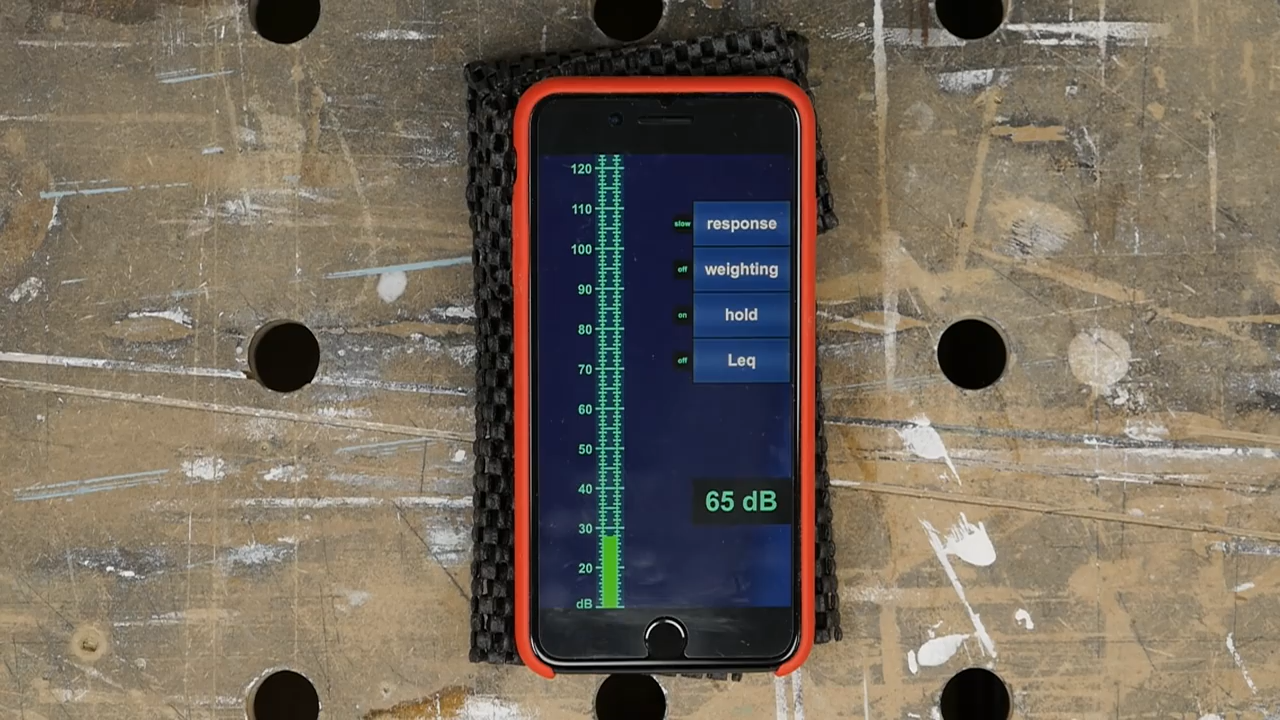 120
110
100
90
80
70
60
50
40
30
20
dB
slow response
off weighting
on hold
off Leq
65 dB